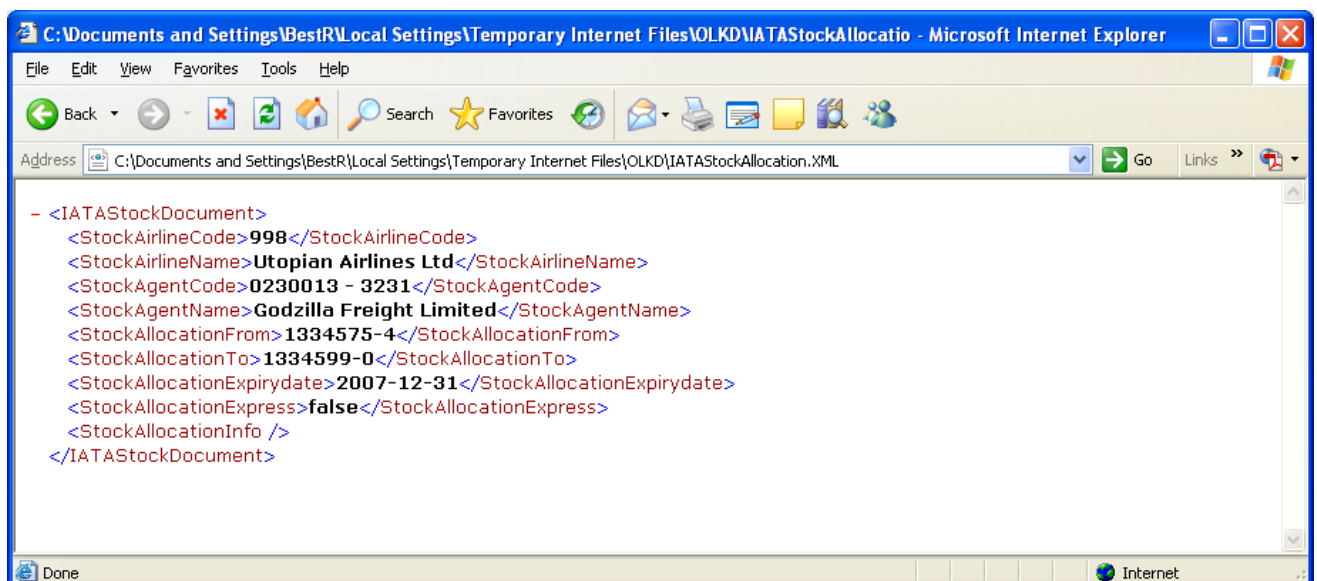 C:\Documents and Settings\BestR\Local Settings\Temporary Internet Files\OLKD\IATAStockAllocatio - Microsoft Internet Explorer
File Edit View Favorites Tools Help
Back Search Favorites
Address C:\Documents and Settings\BestR\Local Settings\Temporary Internet Files\OLKD\IATAStockAllocation.XML Go Links »
- <IATAStockDocument>
<StockAirlineCode>998</StockAirlineCode>
<StockAirlineName>Utopian Airlines Ltd</StockAirlineName>
<StockAgentCode>0230013 - 3231</StockAgentCode>
<StockAgentName>Godzilla Freight Limited</StockAgentName>
<StockAllocationFrom>1334575-4</StockAllocationFrom>
<StockAllocationTo>1334599-0</StockAllocationTo>
<StockAllocationExpirydate>2007-12-31</StockAllocationExpirydate>
<StockAllocationExpress>false</StockAllocationExpress>
<StockAllocationInfo />
</IATAStockDocument>
Done Internet